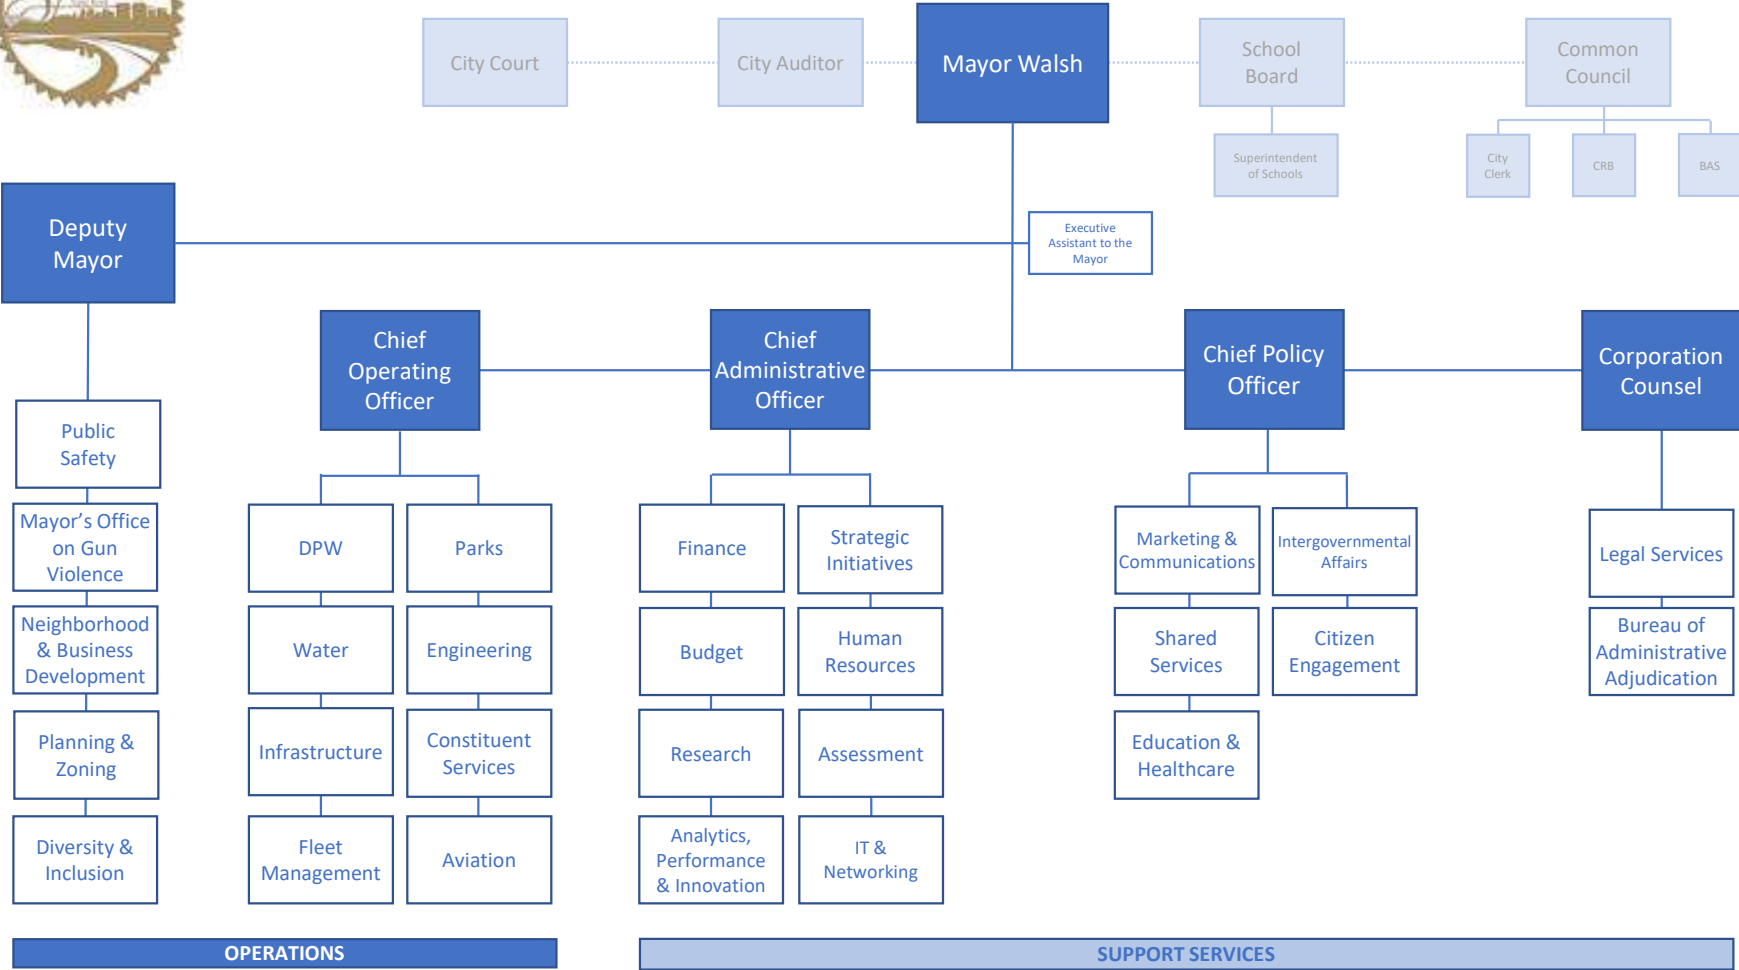 City Court
City Auditor
Mayor Walsh
School
Board
Common
Council
Superintendent
of Schools
City
Clerk
CRB
BAS
Deputy
Mayor
Executive
Assistant to the
Mayor
Chief
Operating
Officer
Chief
Administrative
Officer
Chief Policy
Officer
Corporation
Counsel
Public
Safety
Mayor’s Office
on Gun
Violence
Neighborhood
& Business
Development
Planning &
Zoning
Diversity &
Inclusion
DPW
Water
Infrastructure
Fleet
Management
Parks
Engineering
Constituent
Services
Aviation
Finance
Budget
Research
Analytics,
Performance
& Innovation
Strategic
Initiatives
Human
Resources
Assessment
IT &
Networking
Marketing &
Communications
Shared
Services
Education &
Healthcare
Intergovernmental
Affairs
Citizen
Engagement
Legal Services
Bureau of
Administrative
Adjudication
OPERATIONS
SUPPORT SERVICES